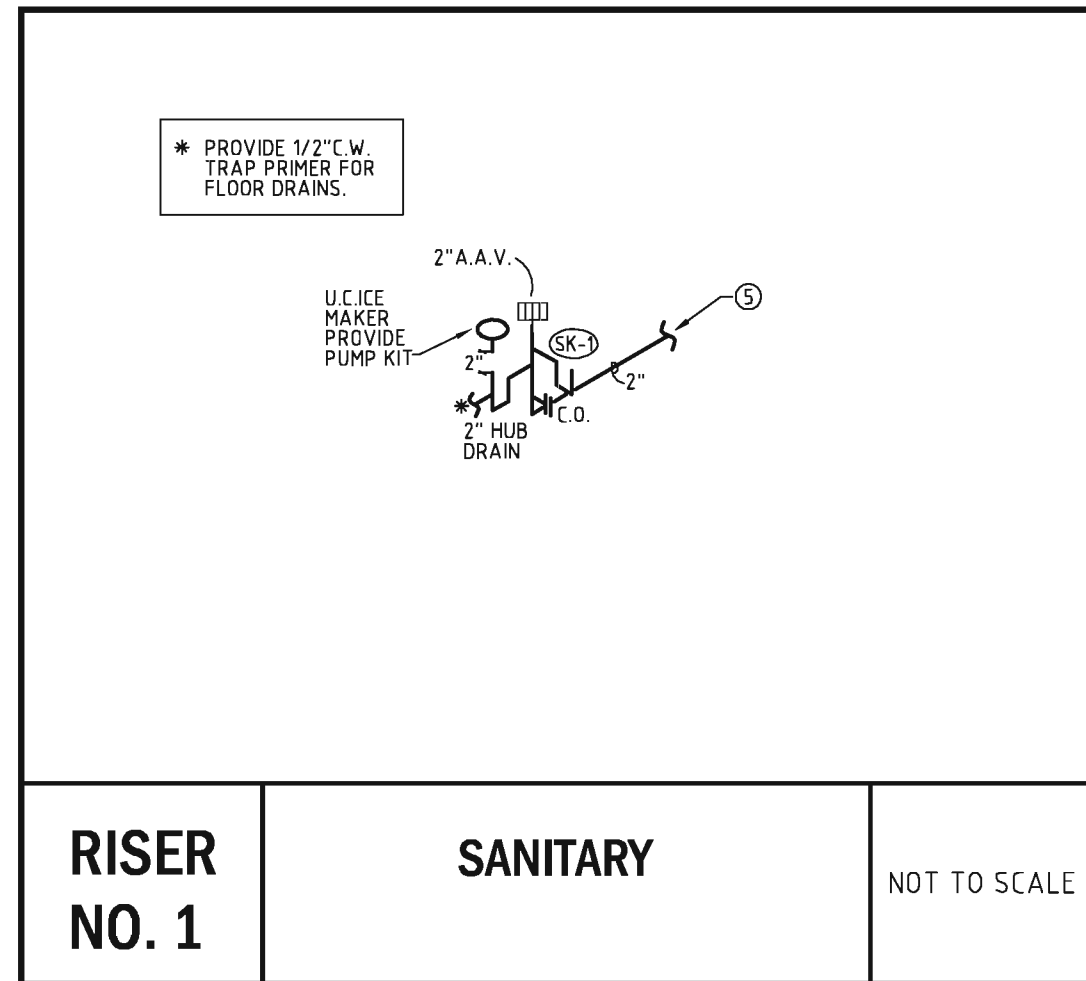 * PROVIDE 1/2"C.W.
TRAP PRIMER FOR
FLOOR DRAINS.
2"A.A.V.
U.C.ICE
MAKER
PROVIDE
PUMP KIT
5
SK-1
2"
2"
*
C.O.
2" HUB
DRAIN
RISER
NO. 1
SANITARY
NOT TO SCALE